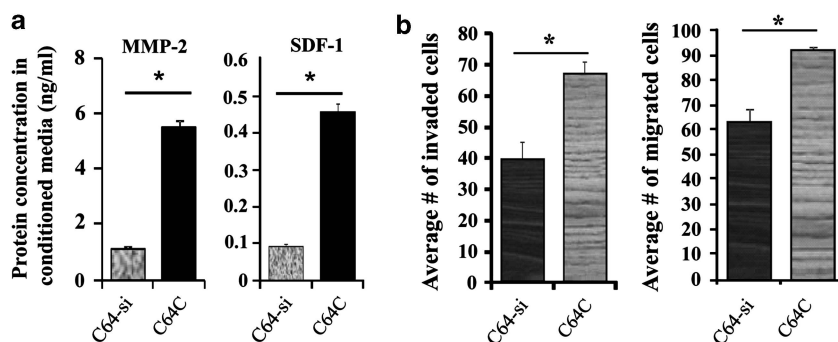 a
MMP-2
SDF-1
*
*
Protein concentration in
conditioned media (ng/ml)
8
6
4
2
0
0.6
0.5
0.4
0.3
0.2
0.1
0
C64-si
C64C
C64-si
C64C
b
*
*
Average # of invaded cells
80
70
60
50
40
30
20
10
0
C64-si
C64C
Average # of migrated cells
100
90
80
70
60
50
40
30
20
10
0
C64-si
C64C